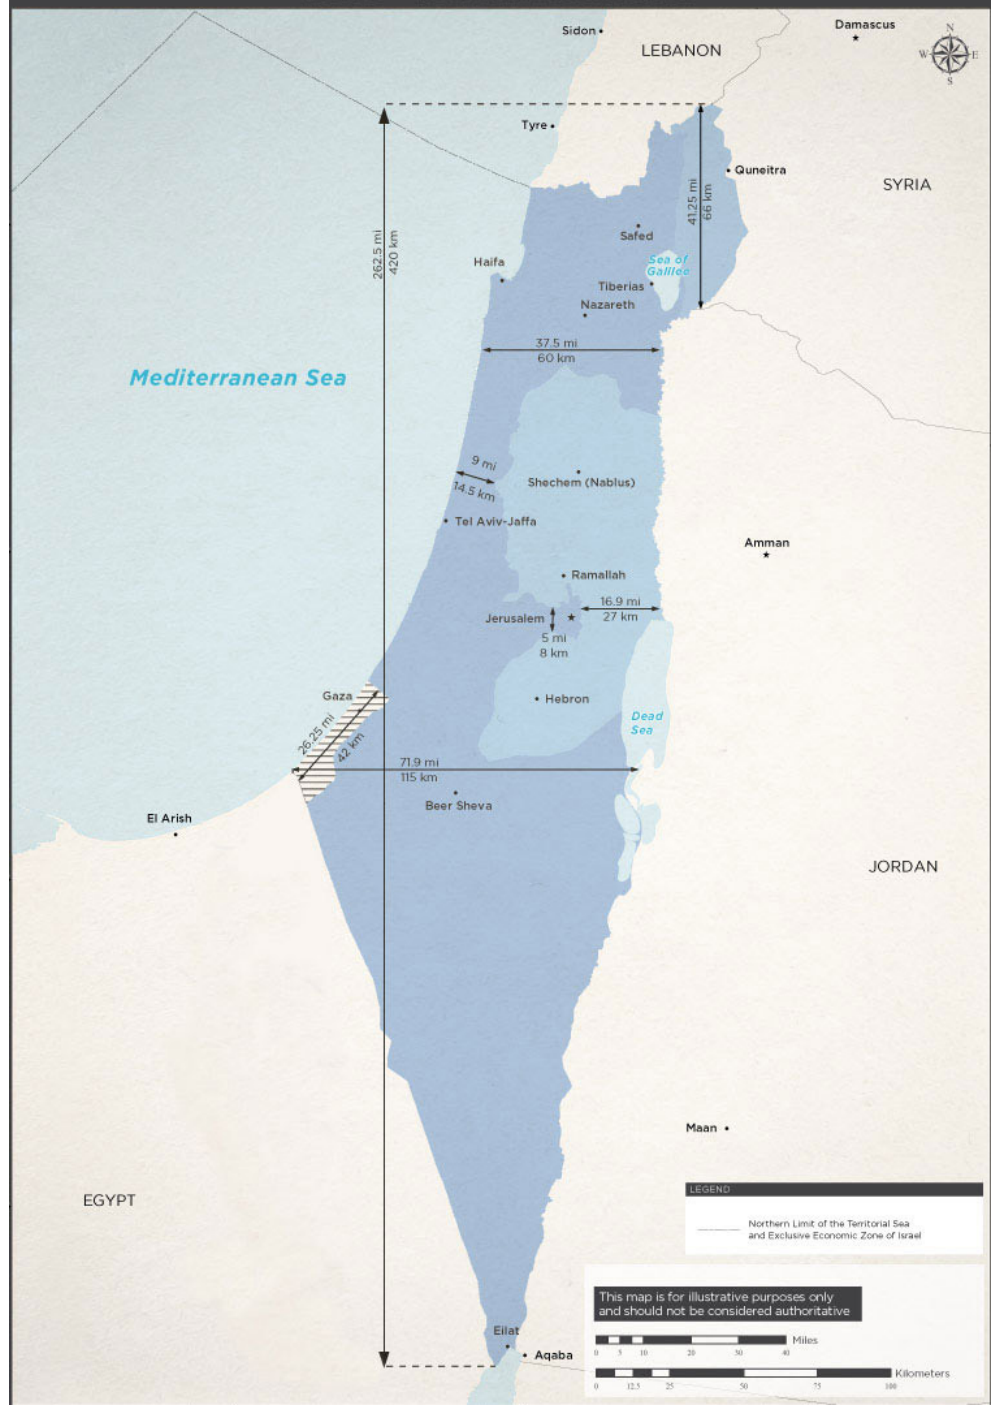 Damascus
Sidon
LEBANON
N
W
E
S
Tyre
Quneitra
SYRIA
41.25 mi
66 km
262.5 mi
420 km
Safed
Sea of
Galilee
Haifa
Tiberias
Nazareth
37.5 mi
60 km
Mediterranean Sea
9 mi
14.5 km
Shechem (Nablus)
Tel Aviv-Jaffa
Amman
Ramallah
16.9 mi
27 km
Jerusalem
5 mi
8 km
Gaza
Hebron
Dead
Sea
26.25 mi
42 km
71.9 mi
115 km
Beer Sheva
El Arish
JORDAN
Maan
EGYPT
LEGEND
Northern Limit of the Territorial Sea
and Exclusive Economic Zone of Israel
This map is for illustrative purposes only
and should not be considered authoritative
Eilat
Aqaba
Miles
0 5 10 20 30 40
Kilometers
0 12.5 25 50 75 100